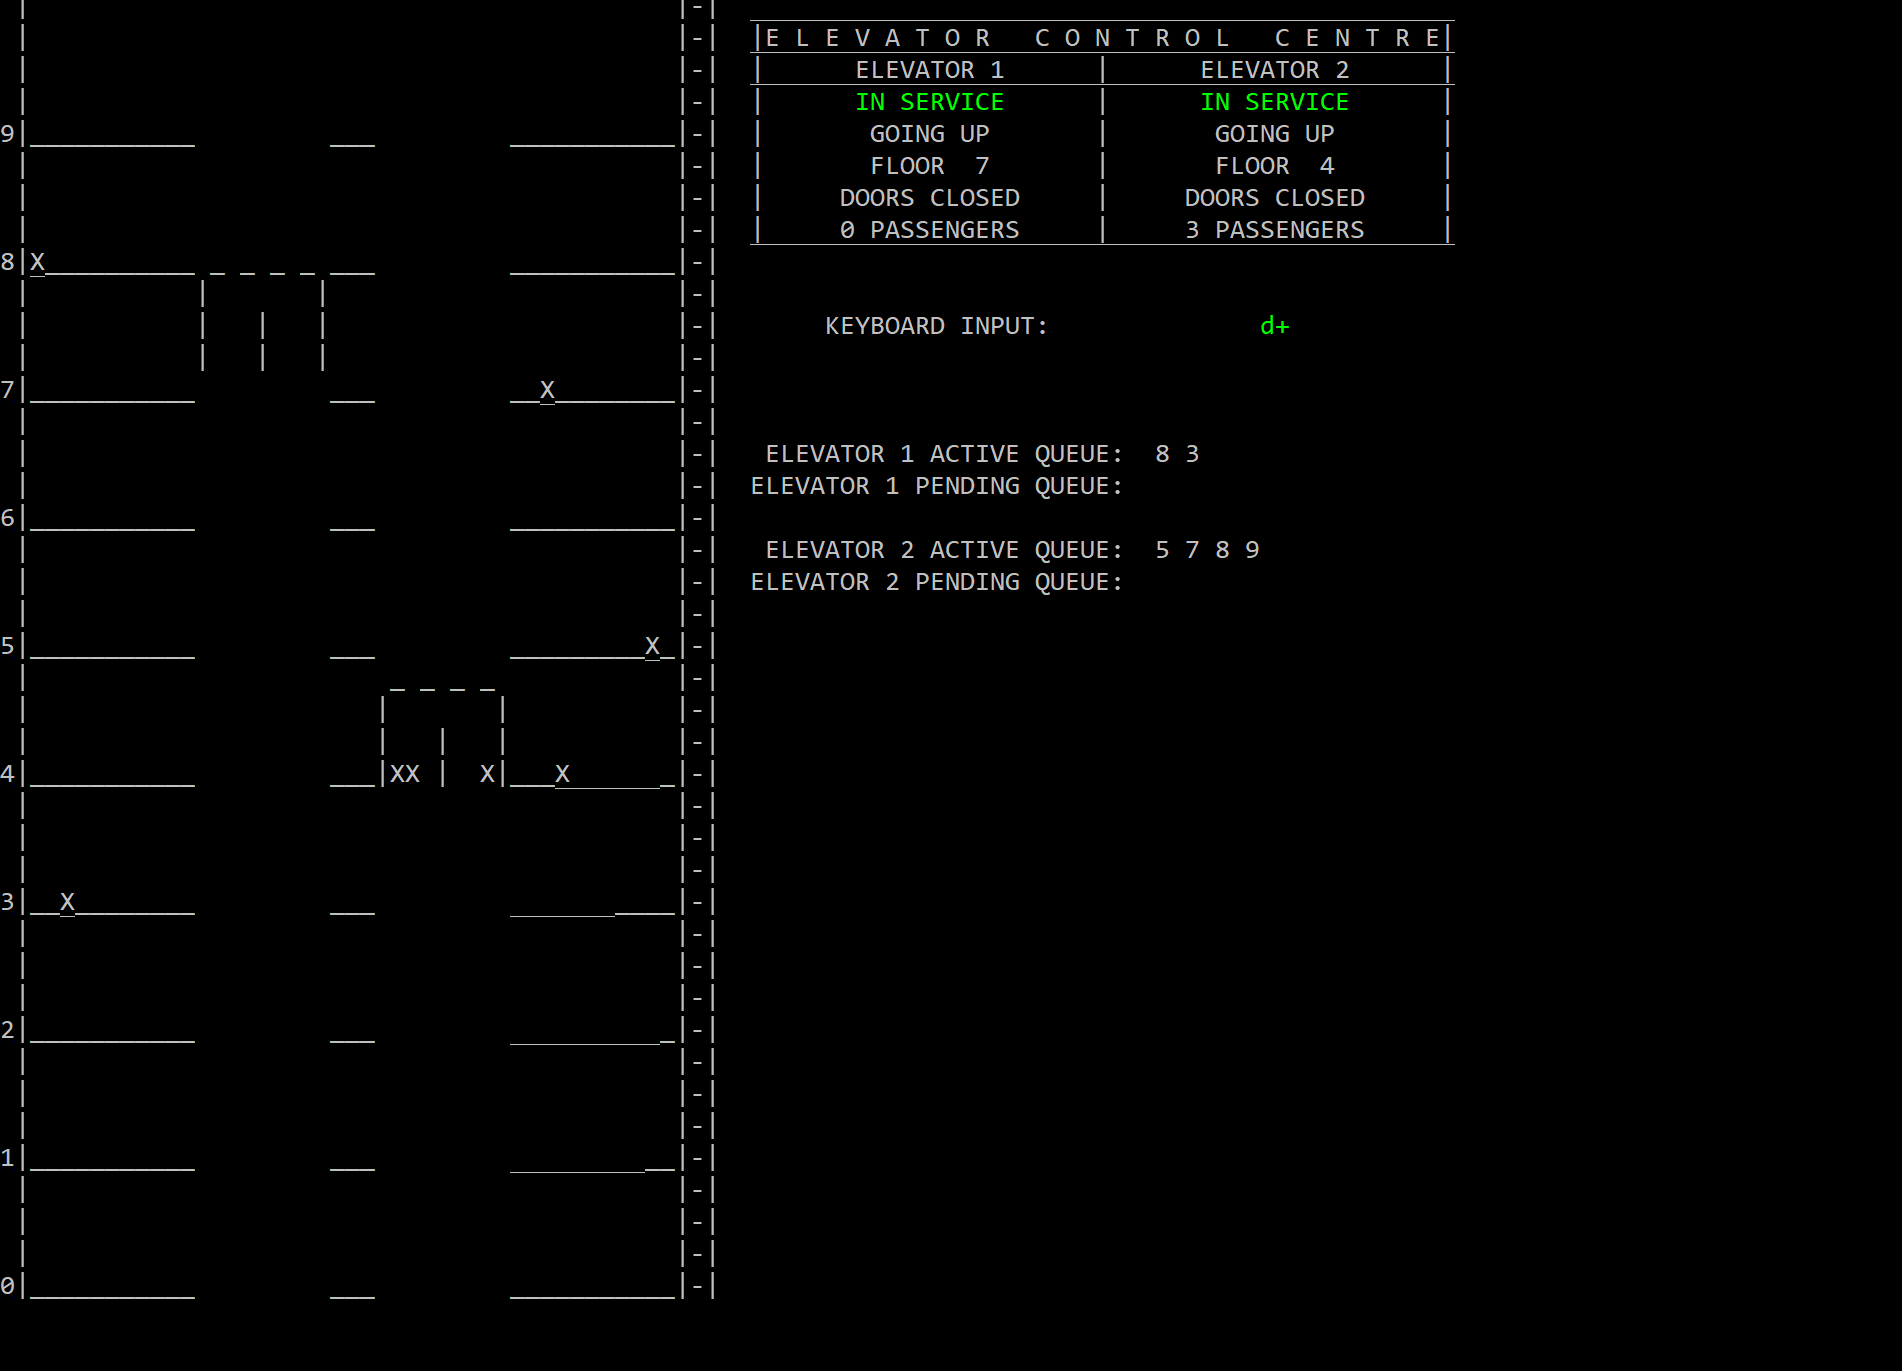 E L E V A T O R   C O N T R O L   C E N T R E
ELEVATOR 1 ELEVATOR 2
IN SERVICE IN SERVICE
9 GOING UP GOING UP
FLOOR  7 FLOOR  4
DOORS CLOSED DOORS CLOSED
0 PASSENGERS 3 PASSENGERS
8 X
KEYBOARD INPUT: d+
7 X
ELEVATOR 1 ACTIVE QUEUE:  8 3
ELEVATOR 1 PENDING QUEUE:
6
ELEVATOR 2 ACTIVE QUEUE:  5 7 8 9
ELEVATOR 2 PENDING QUEUE:
5 X
4 XX X X
3 X
2
1
0